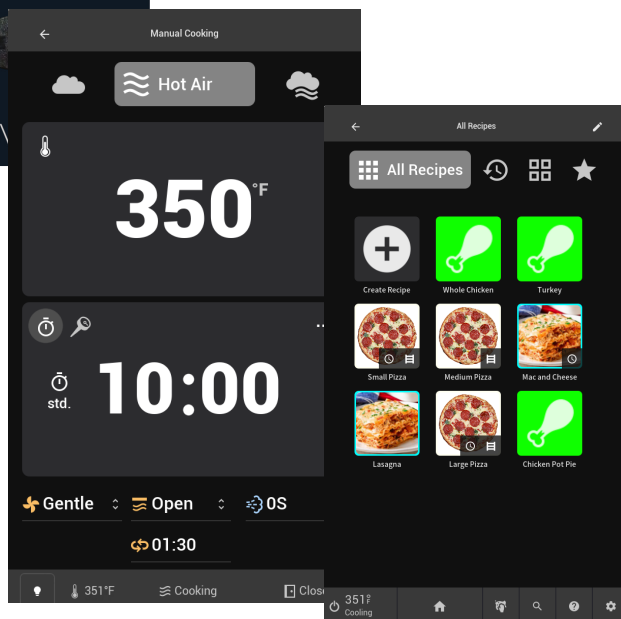 Manual Cooking
Hot Air
350°F
std.
10:00
Gentle
Open
0S
01:30
351°F
Cooking
Clos
All Recipes
All Recipes
Create Recipe
Whole Chicken
Turkey
Small Pizza
Medium Pizza
Mac and Cheese
Lasagna
Large Pizza
Chicken Pot Pie
351°F
Cooling